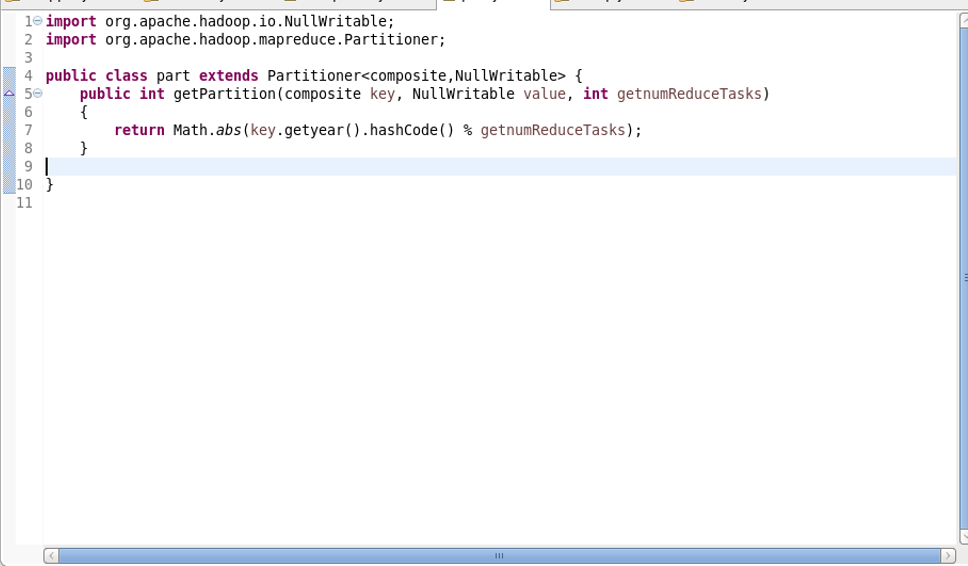 1 import org.apache.hadoop.io.NullWritable;
2 import org.apache.hadoop.mapreduce.Partitioner;
3
4 public class part extends Partitioner<composite,NullWritable> {
5     public int getPartition(composite key, NullWritable value, int getnumReduceTasks)
6     {
7         return Math.abs(key.getyear().hashCode() % getnumReduceTasks);
8     }
9
10 }
11